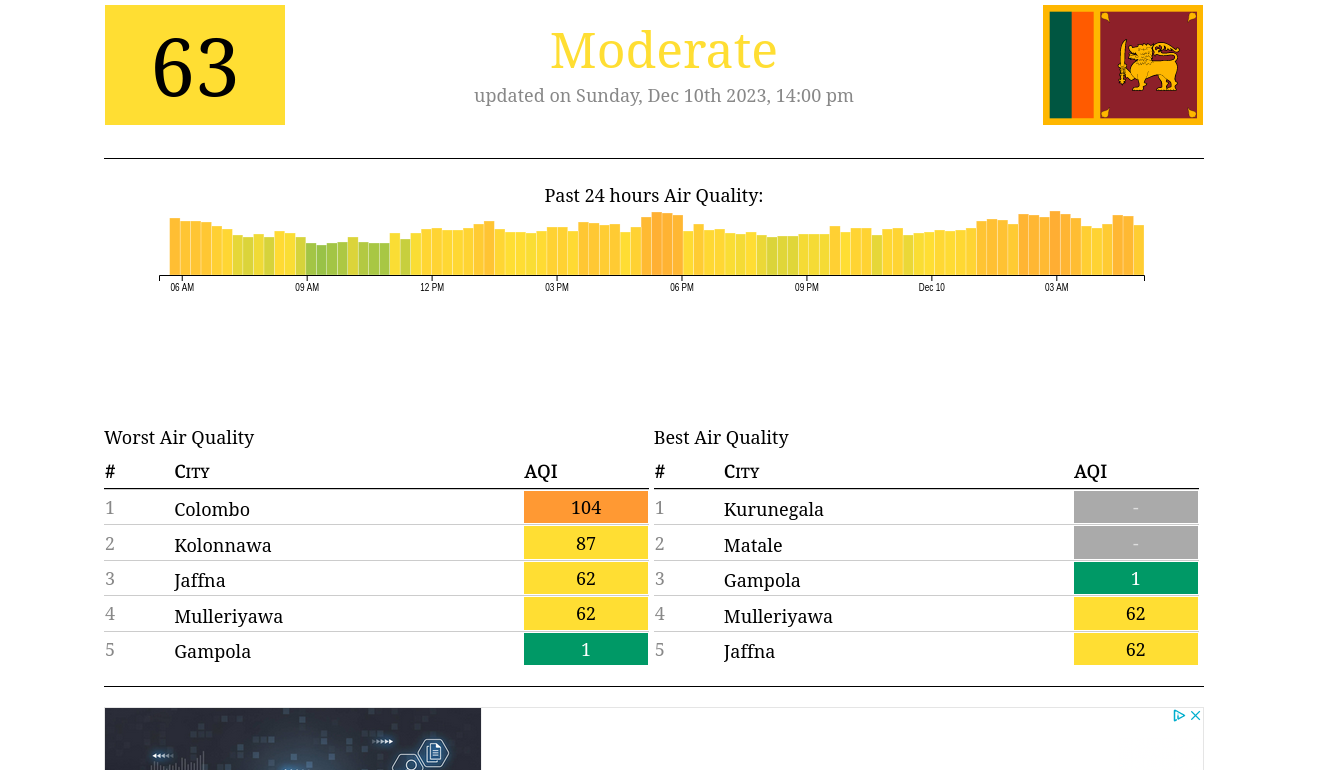 63
Moderate
updated on Sunday, Dec 10th 2023, 14:00 pm
Past 24 hours Air Quality:
06 AM 09 AM 12 PM 03 PM 06 PM 09 PM Dec 10 03 AM
Worst Air Quality
# City AQI
1 Colombo 104
2 Kolonnawa 87
3 Jaffna 62
4 Mulleriyawa 62
5 Gampola 1
Best Air Quality
# City AQI
1 Kurunegala -
2 Matale -
3 Gampola 1
4 Mulleriyawa 62
5 Jaffna 62